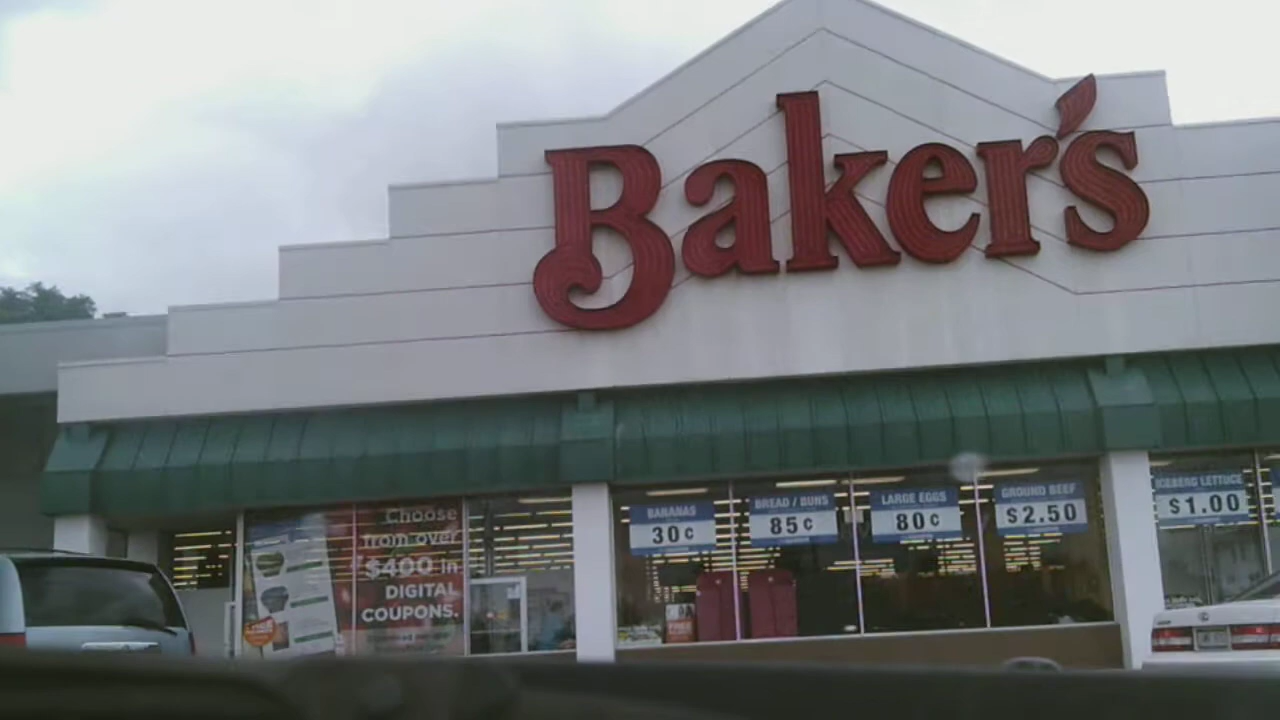 Baker's
BANANAS
30¢
BREAD / BUNS
85¢
LARGE EGGS
80¢
GROUND BEEF
$2.50
ICEBERG LETTUCE
$1.00
Choose
from over
$400 in
DIGITAL
COUPONS.